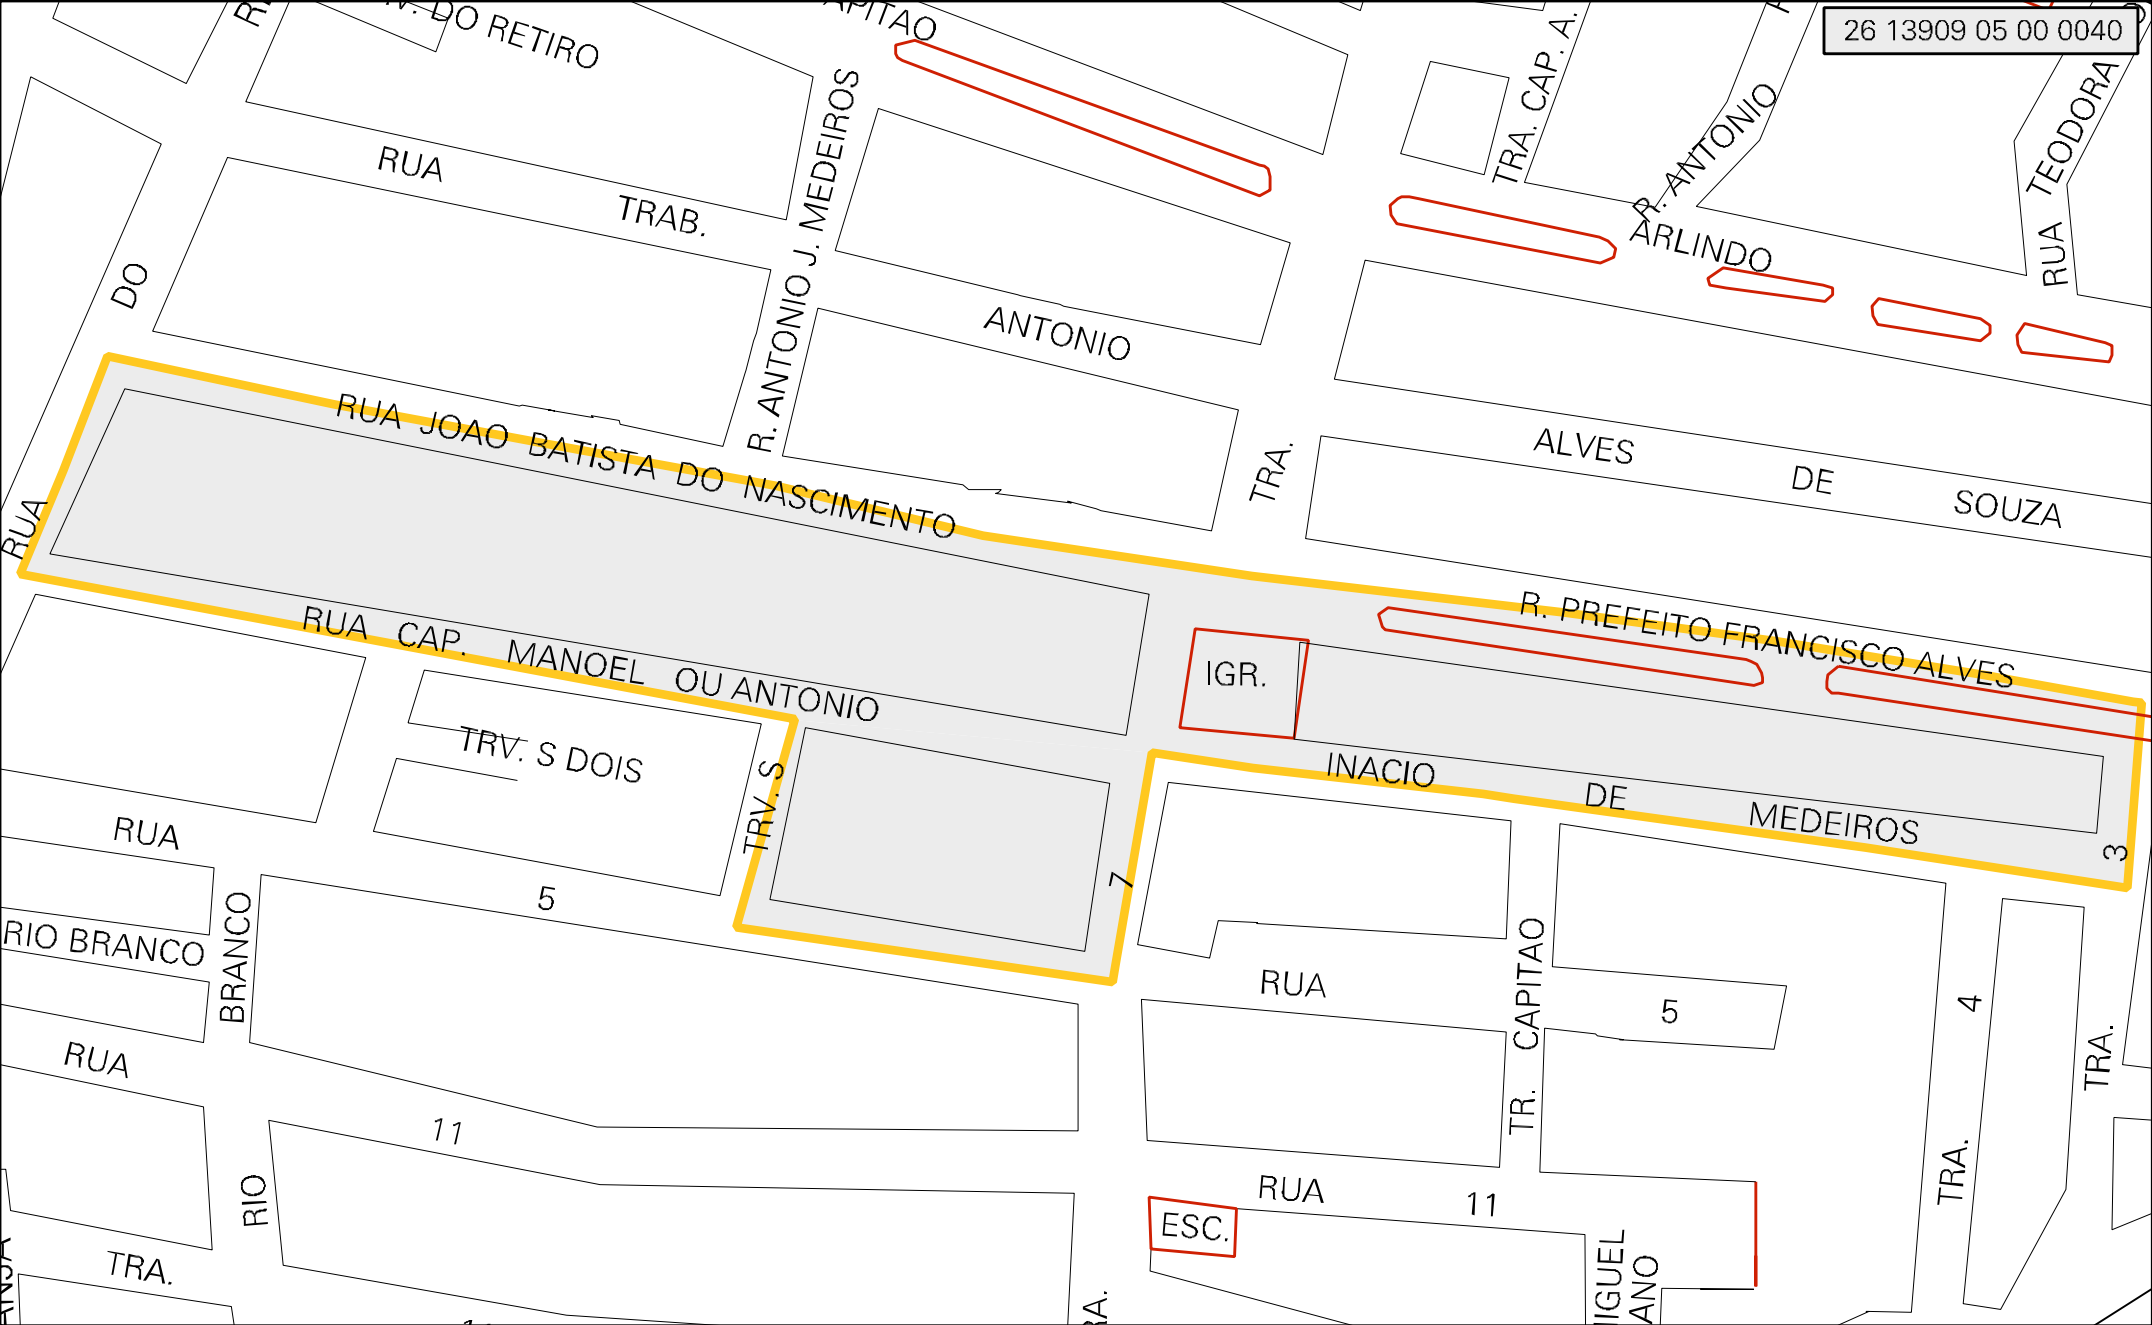 26 13909 05 00 0040
DO RETIRO
RUA
TRAB.
R. ANTONIO J. MEDEIROS
TRA. CAP. A.
R. ANTONIO
ARLINDO
RUA TEODORA
DO
ANTONIO
RUA JOAO BATISTA DO NASCIMENTO
TRA.
ALVES DE SOUZA
RUA
R. PREFEITO FRANCISCO ALVES
IGR.
RUA CAP. MANOEL OU ANTONIO
INACIO DE MEDEIROS
TRV. S DOIS
TRV. S
7
3
RUA
5
RIO BRANCO
BRANCO
RUA
5
TR. CAPITAO
4
TRA.
TRA.
RUA
11
RIO
RUA 11
ESC.
TRA.